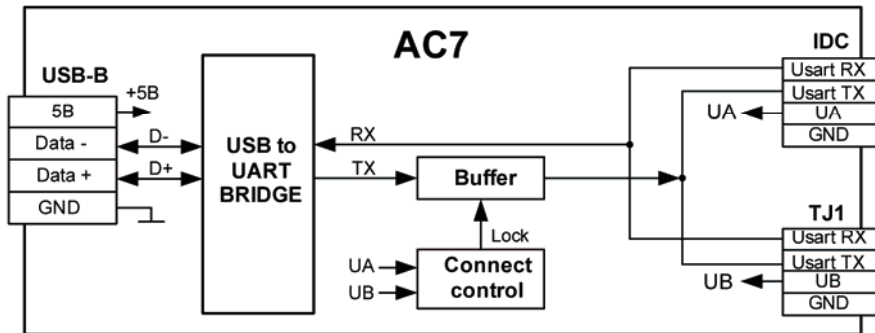 AC7
USB-B
5B
Data -
Data +
GND
+5B
D-
D+
USB to
UART
BRIDGE
RX
TX
Buffer
Lock
UA
UB
Connect
control
IDC
Usart RX
Usart TX
UA
GND
UA
TJ1
Usart RX
Usart TX
UB
GND
UB